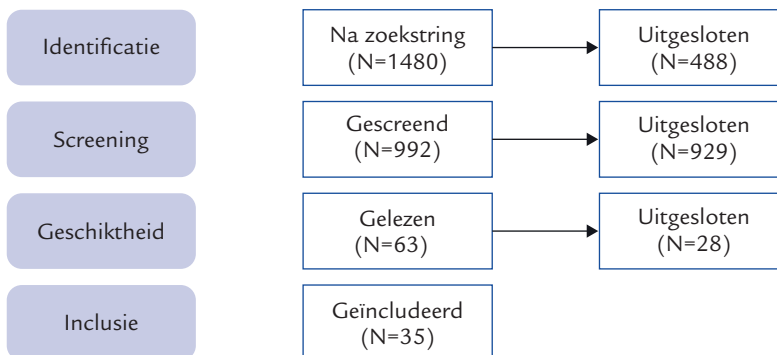 Identificatie
Na zoekstring
(N=1480)
Uitgesloten
(N=488)
Screening
Gescreend
(N=992)
Uitgesloten
(N=929)
Geschiktheid
Gelezen
(N=63)
Uitgesloten
(N=28)
Inclusie
Geïncludeerd
(N=35)